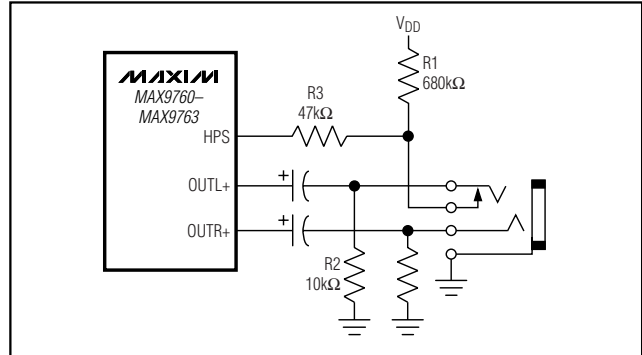 VDD
R1
680kΩ
MAXIM
MAX9760–
MAX9763
R3
47kΩ
HPS
OUTL+
+
OUTR+
+
R2
10kΩ